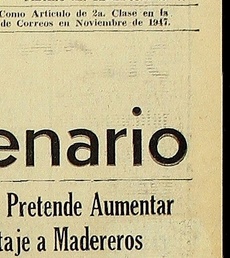 Como Artículo de 2a. Clase en la
de Correos en Noviembre de 1947.
enario
Pretende Aumentar
taje a Madereros